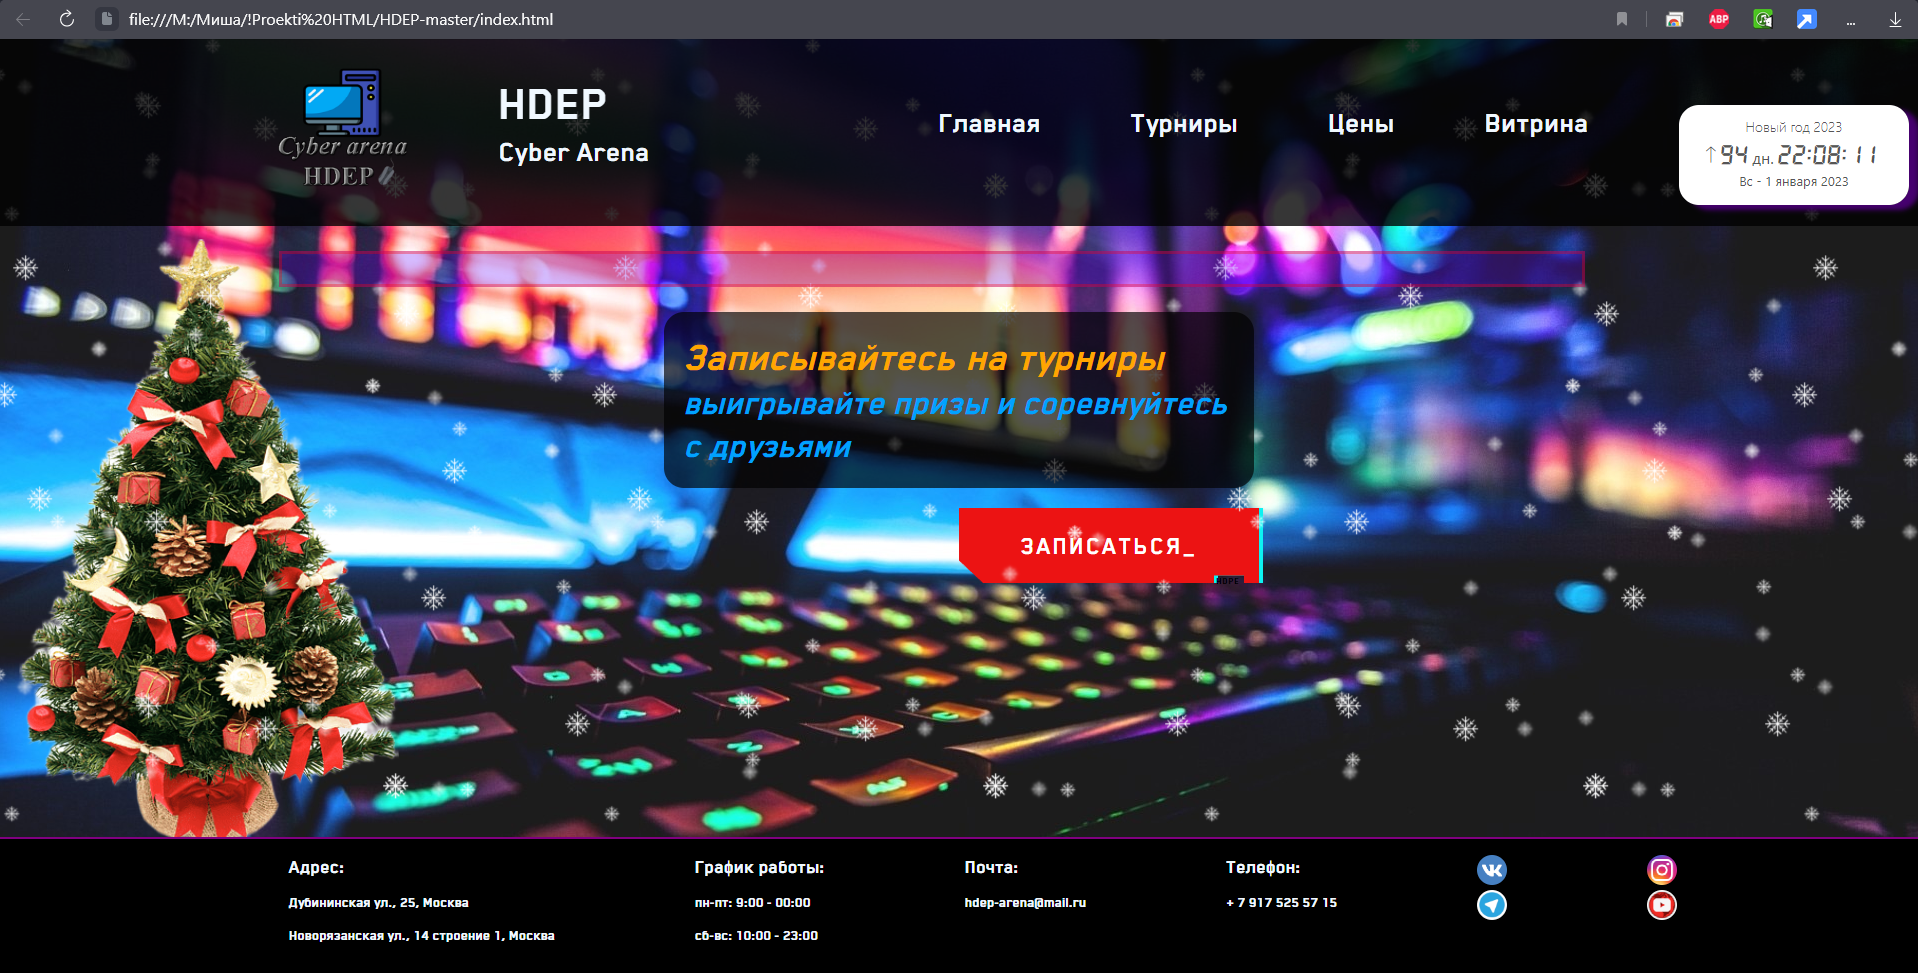 file:///M:/Миша/!Proekti%20HTML/HDEP-master/index.html
ABP
...
Cyber arena
HDEP
HDEP
Cyber Arena
Главная
Турниры
Цены
Витрина
Новый год 2023
↑94 дн. 22:08:11
Вс - 1 января 2023
Записывайтесь на турниры
выигрывайте призы и соревнуйтесь
с друзьями
ЗАПИСАТЬСЯ_
HDPE
Адрес:
Дубининская ул., 25, Москва
Новорязанская ул., 14 строение 1, Москва
График работы:
пн-пт: 9:00 - 00:00
сб-вс: 10:00 - 23:00
Почта:
hdep-arena@mail.ru
Телефон:
+ 7 917 525 57 15